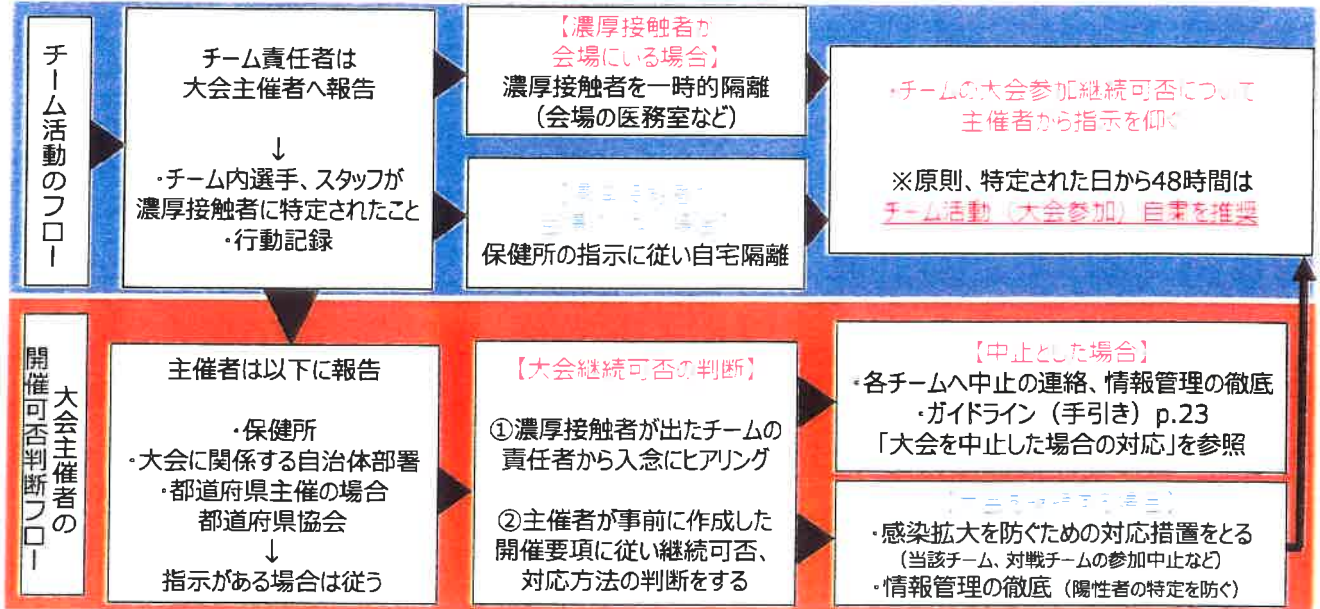 チーム活動のフロー
チーム責任者は
大会主催者へ報告
↓
・チーム内選手、スタッフが
濃厚接触者に特定されたこと
・行動記録
【濃厚接触者が
会場にいる場合】
濃厚接触者を一時的隔離
(会場の医務室など)
保健所の指示に従い自宅隔離
・チームの大会参加継続可否について
主催者から指示を仰ぐ
※原則、特定された日から48時間は
チーム活動（大会参加）自粛を推奨
大会主催者の
開催可否判断フロー
主催者は以下に報告
・保健所
・大会に関係する自治体部署
・都道府県主催の場合
都道府県協会
↓
指示がある場合は従う
【大会継続可否の判断】
①濃厚接触者が出たチームの
責任者から入念にヒアリング
②主催者が事前に作成した
開催要項に従い継続可否、
対応方法の判断をする
【中止とした場合】
・各チームへ中止の連絡、情報管理の徹底
・ガイドライン（手引き）p.23
「大会を中止した場合の対応」を参照
・感染拡大を防ぐための対応措置をとる
(当該チーム、対戦チームの参加中止など)
・情報管理の徹底（陽性者の特定を防ぐ）